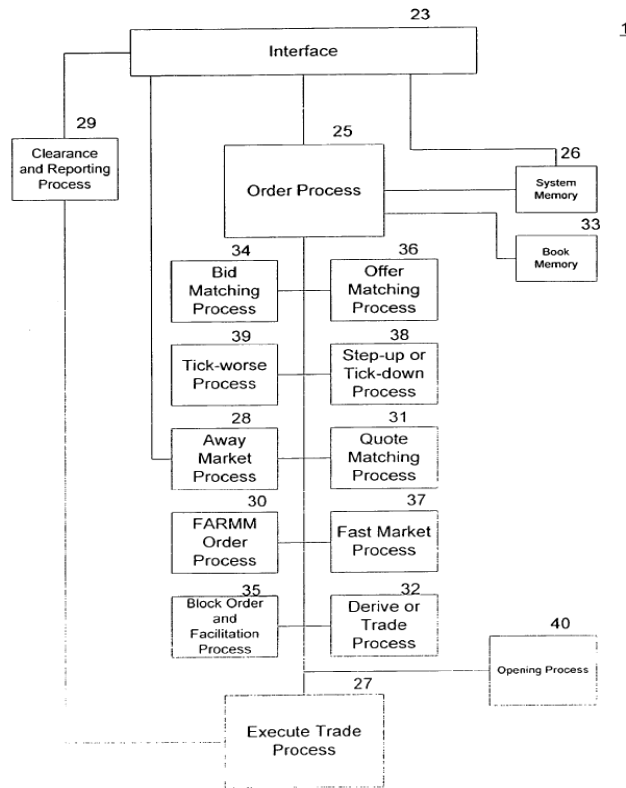 23
1
Interface
29
25
Clearance
and Reporting
Process
26
Order Process
System
Memory
33
Book
Memory
34
36
Bid
Matching
Process
Offer
Matching
Process
39
38
Tick-worse
Process
Step-up or
Tick-down
Process
28
31
Away
Market
Process
Quote
Matching
Process
30
37
FARMM
Order
Process
Fast Market
Process
35
32
Block Order
and
Facilitation
Process
Derive or
Trade
Process
40
Opening Process
27
Execute Trade
Process